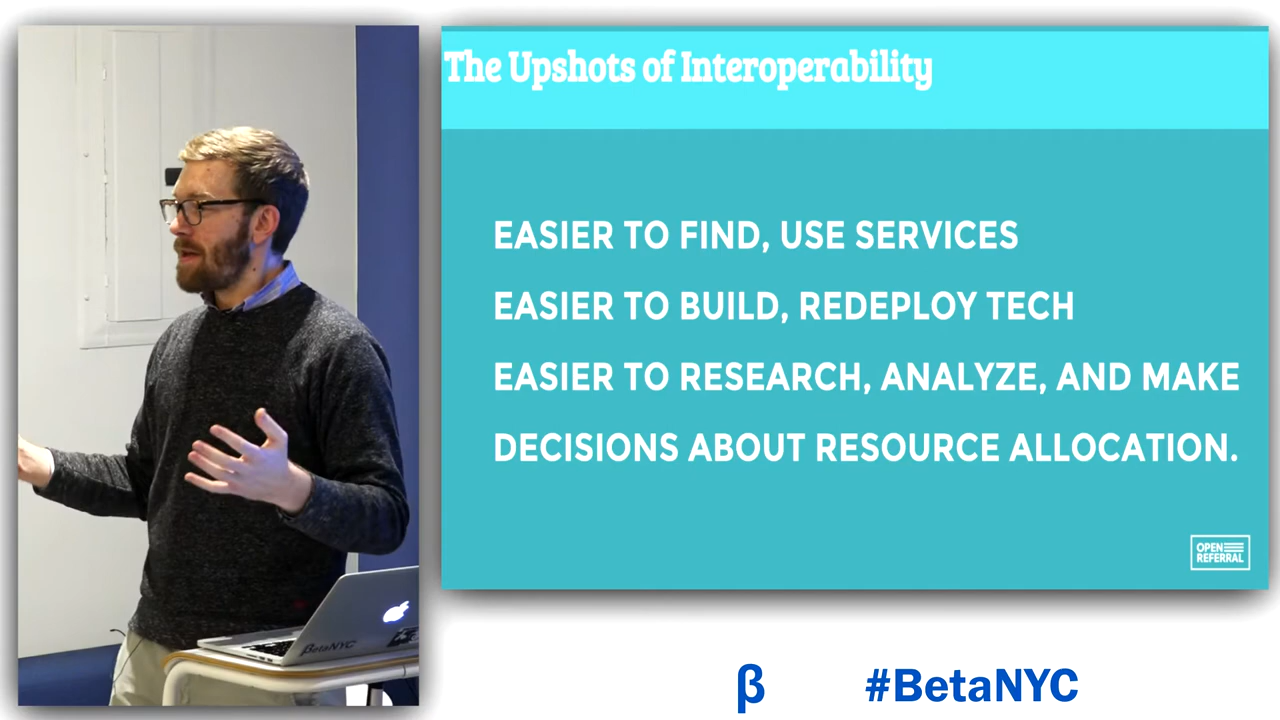 The Upshots of Interoperability
EASIER TO FIND, USE SERVICES
EASIER TO BUILD, REDEPLOY TECH
EASIER TO RESEARCH, ANALYZE, AND MAKE
DECISIONS ABOUT RESOURCE ALLOCATION.
OPEN
REFERRAL
βetaNYC
β #BetaNYC